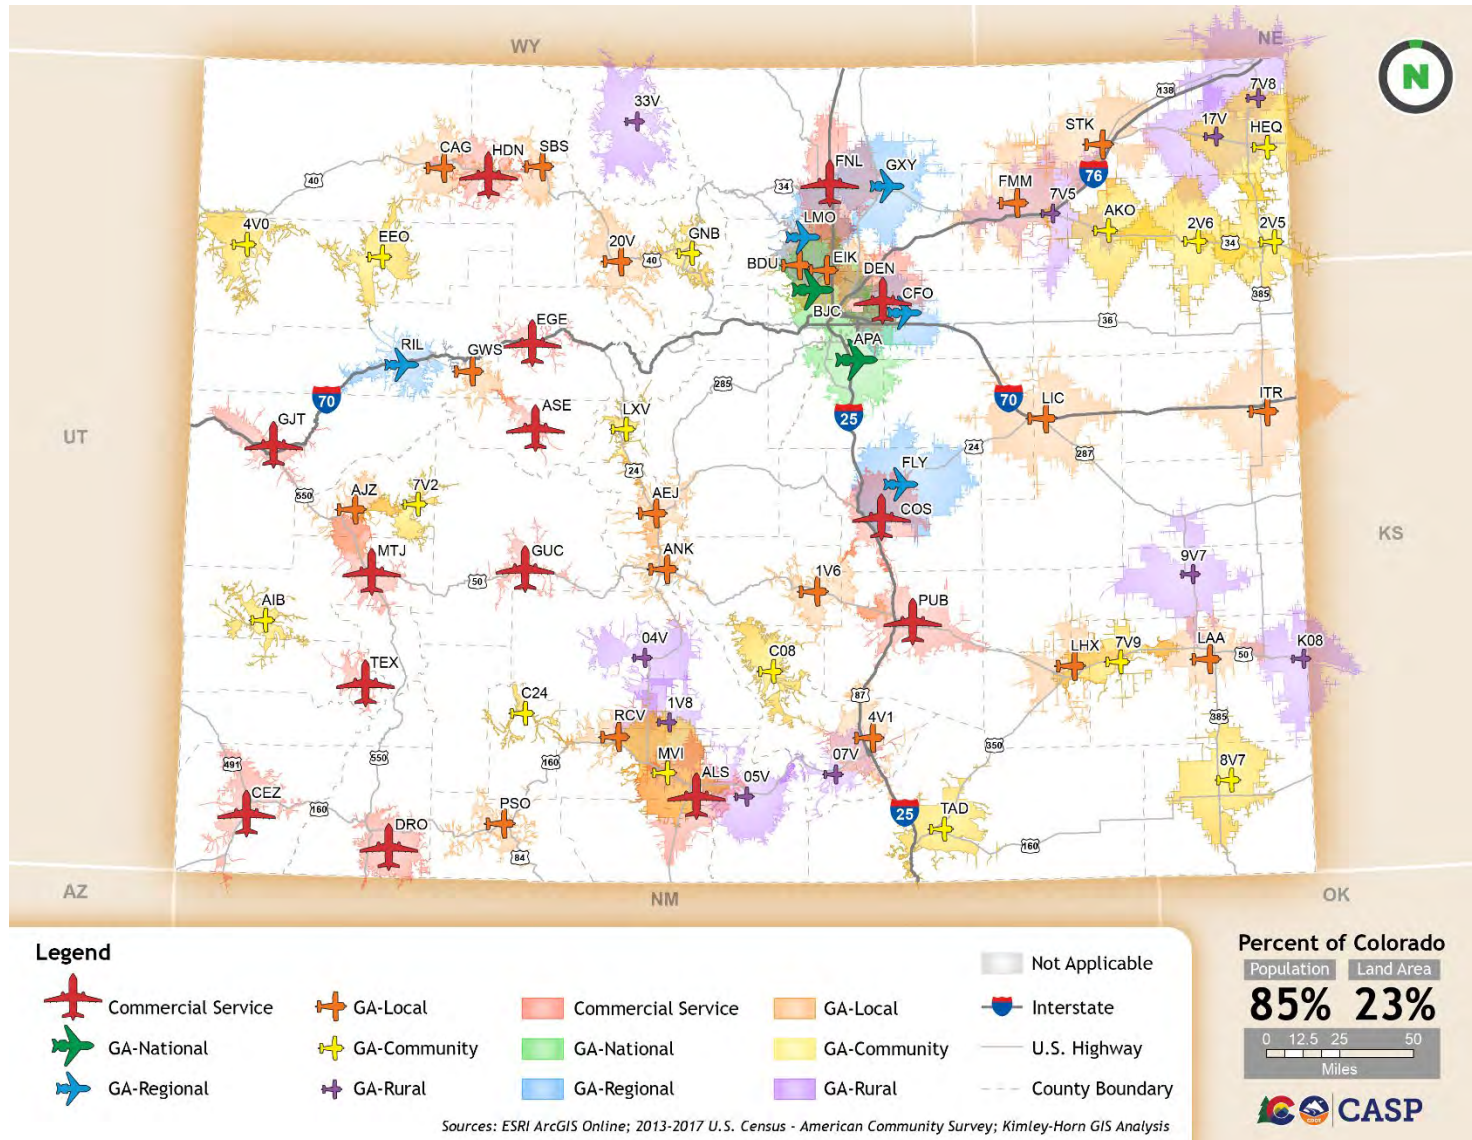 WY
NE
N
138
7V8
33V
17V
STK
HEQ
CAG
HDN
SBS
40
FNL
GXY
34
76
FMM
7V5
AKO
2V6
34
2V5
4V0
EEO
20V
40
GNB
LMO
BDU
EIK
DEN
CFO
BJC
385
36
EGE
RIL
GWS
APA
285
70
ASE
LXV
25
70
LIC
ITR
GJT
UT
24
24
287
FLY
550
AJZ
7V2
AEJ
COS
KS
MTJ
GUC
50
ANK
1V6
9V7
AIB
PUB
04V
C08
LHX
7V9
LAA
50
K08
TEX
C24
87
RCV
1V8
4V1
385
350
550
160
MVI
07V
491
ALS
05V
8V7
CEZ
160
PSO
25
TAD
DRO
84
160
AZ
NM
OK
Legend
Commercial Service
GA-National
GA-Regional
GA-Local
GA-Community
GA-Rural
Commercial Service
GA-National
GA-Regional
GA-Local
GA-Community
GA-Rural
Not Applicable
Interstate
U.S. Highway
County Boundary
Percent of Colorado
Population Land Area
85% 23%
0 12.5 25 50
Miles
CASP
Sources: ESRI ArcGIS Online; 2013-2017 U.S. Census - American Community Survey; Kimley-Horn GIS Analysis